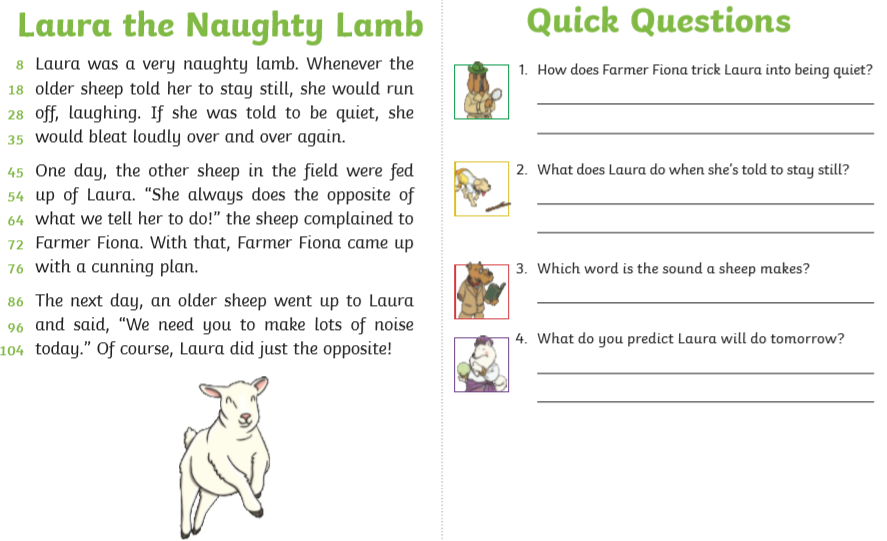 Laura the Naughty Lamb
8 Laura was a very naughty lamb. Whenever the
18 older sheep told her to stay still, she would run
28 off, laughing. If she was told to be quiet, she
35 would bleat loudly over and over again.
45 One day, the other sheep in the field were fed
54 up of Laura. “She always does the opposite of
64 what we tell her to do!” the sheep complained to
72 Farmer Fiona. With that, Farmer Fiona came up
76 with a cunning plan.
86 The next day, an older sheep went up to Laura
96 and said, “We need you to make lots of noise
104 today.” Of course, Laura did just the opposite!
Quick Questions
1. How does Farmer Fiona trick Laura into being quiet?
2. What does Laura do when she’s told to stay still?
3. Which word is the sound a sheep makes?
4. What do you predict Laura will do tomorrow?